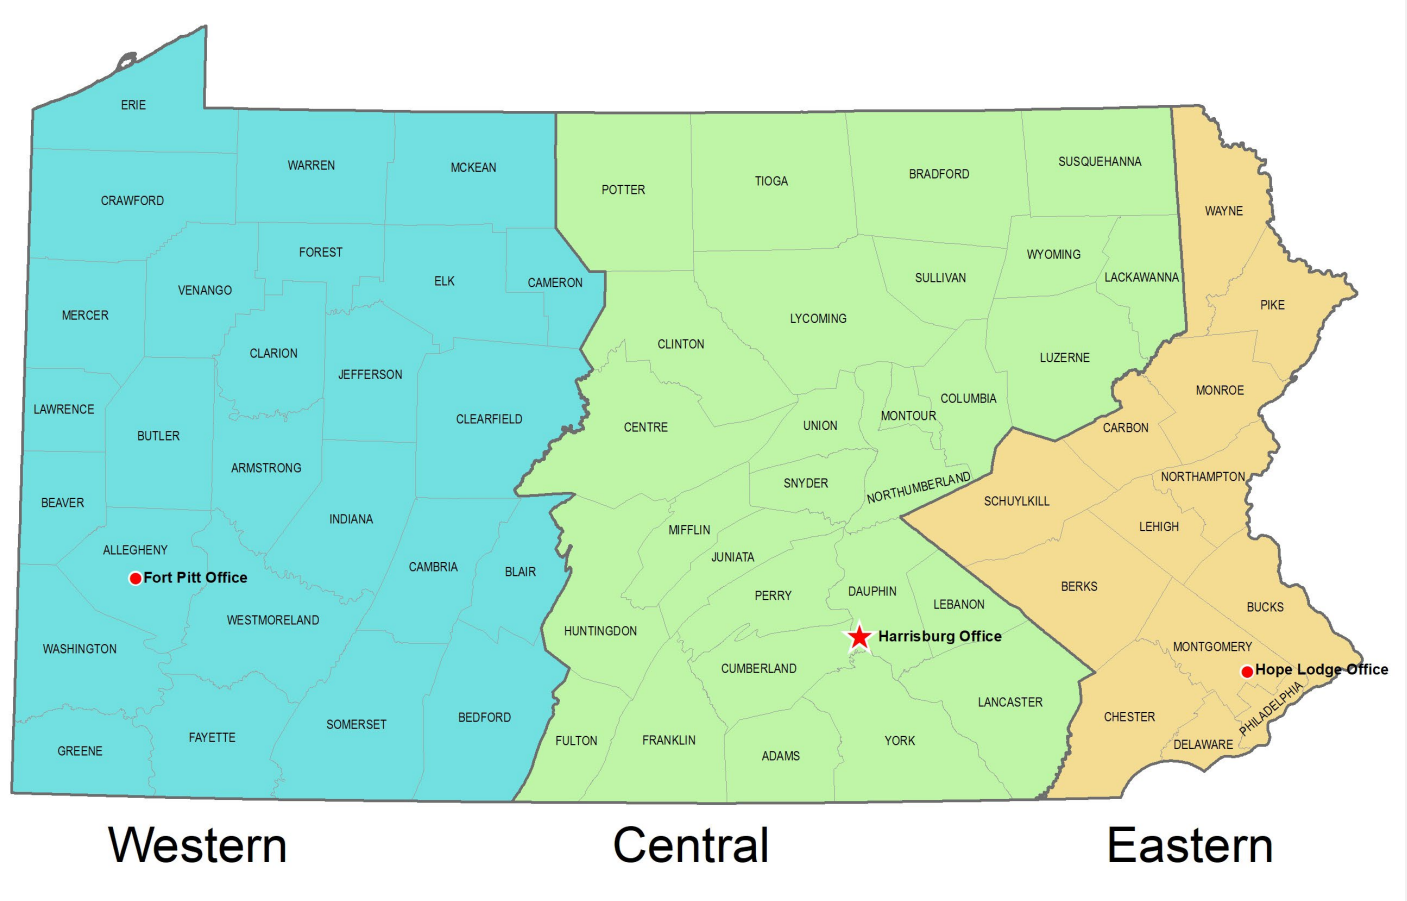 ERIE
WARREN
MCKEAN
CRAWFORD
POTTER
TIOGA
BRADFORD
SUSQUEHANNA
WAYNE
FOREST
VENANGO
ELK
CAMERON
SULLIVAN
WYOMING
LACKAWANNA
PIKE
MERCER
CLARION
JEFFERSON
CLINTON
LYCOMING
LUZERNE
MONROE
LAWRENCE
BUTLER
CLEARFIELD
CENTRE
UNION
MONTOUR
COLUMBIA
CARBON
ARMSTRONG
SNYDER
NORTHUMBERLAND
SCHUYLKILL
NORTHAMPTON
BEAVER
INDIANA
MIFFLIN
LEHIGH
ALLEGHENY
Fort Pitt Office
CAMBRIA
BLAIR
JUNIATA
PERRY
DAUPHIN
LEBANON
BERKS
BUCKS
WASHINGTON
WESTMORELAND
HUNTINGDON
Harrisburg Office
MONTGOMERY
Hope Lodge Office
CUMBERLAND
LANCASTER
PHILADELPHIA
CHESTER
GREENE
FAYETTE
SOMERSET
BEDFORD
FULTON
FRANKLIN
ADAMS
YORK
DELAWARE
Western
Central
Eastern